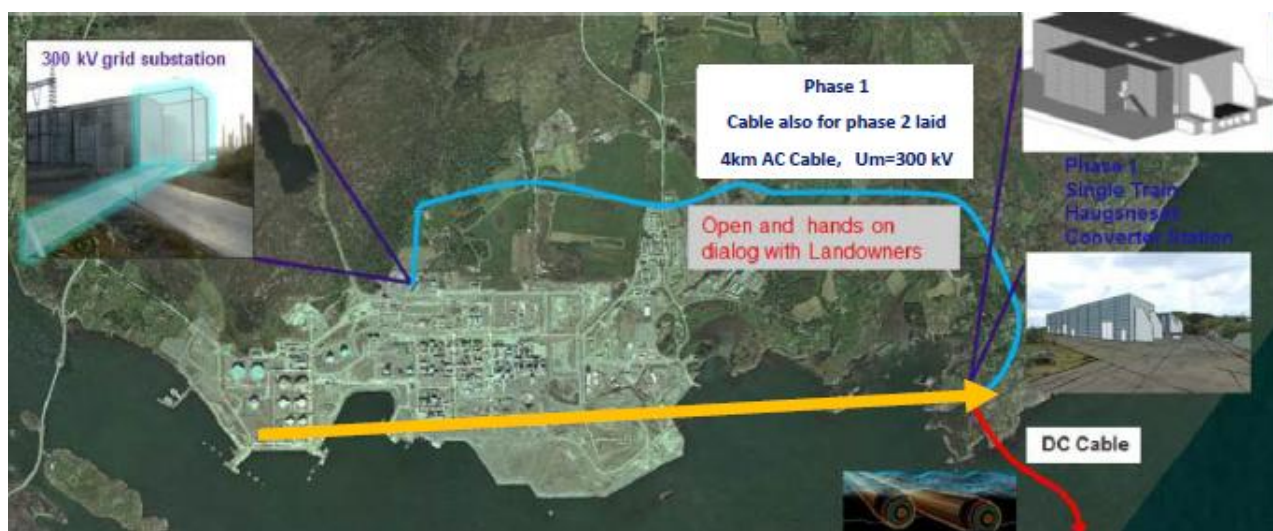 300 kV grid substation
Phase 1
Cable also for phase 2 laid
4km AC Cable, Um=300 kV
Open and hands on
dialog with Landowners
Phase 1
Single Train
Haugsneset
Converter Station
DC Cable